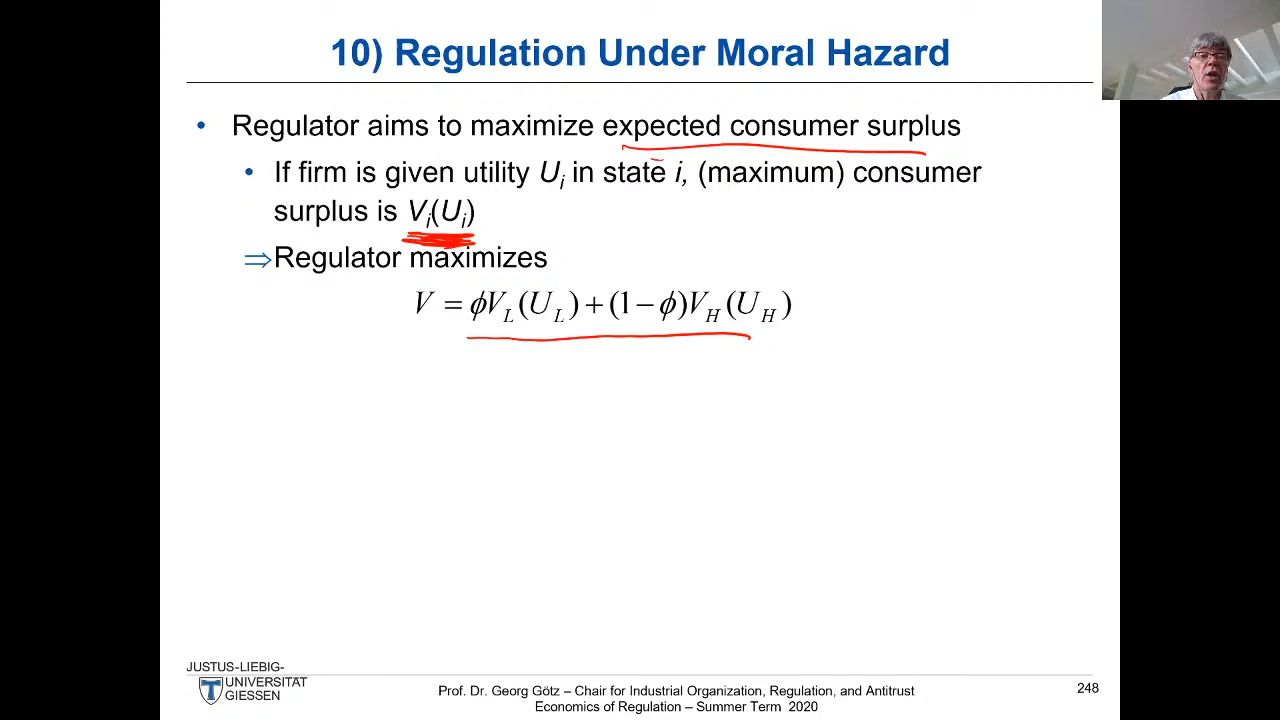 10) Regulation Under Moral Hazard
• Regulator aims to maximize expected consumer surplus
• If firm is given utility Ui in state i, (maximum) consumer
surplus is Vi(Ui)
⇒Regulator maximizes
V = ϕVL(UL) + (1 − ϕ)VH(UH)
JUSTUS-LIEBIG-
UNIVERSITÄT
GIESSEN
Prof. Dr. Georg Götz – Chair for Industrial Organization, Regulation, and Antitrust
Economics of Regulation – Summer Term 2020
248